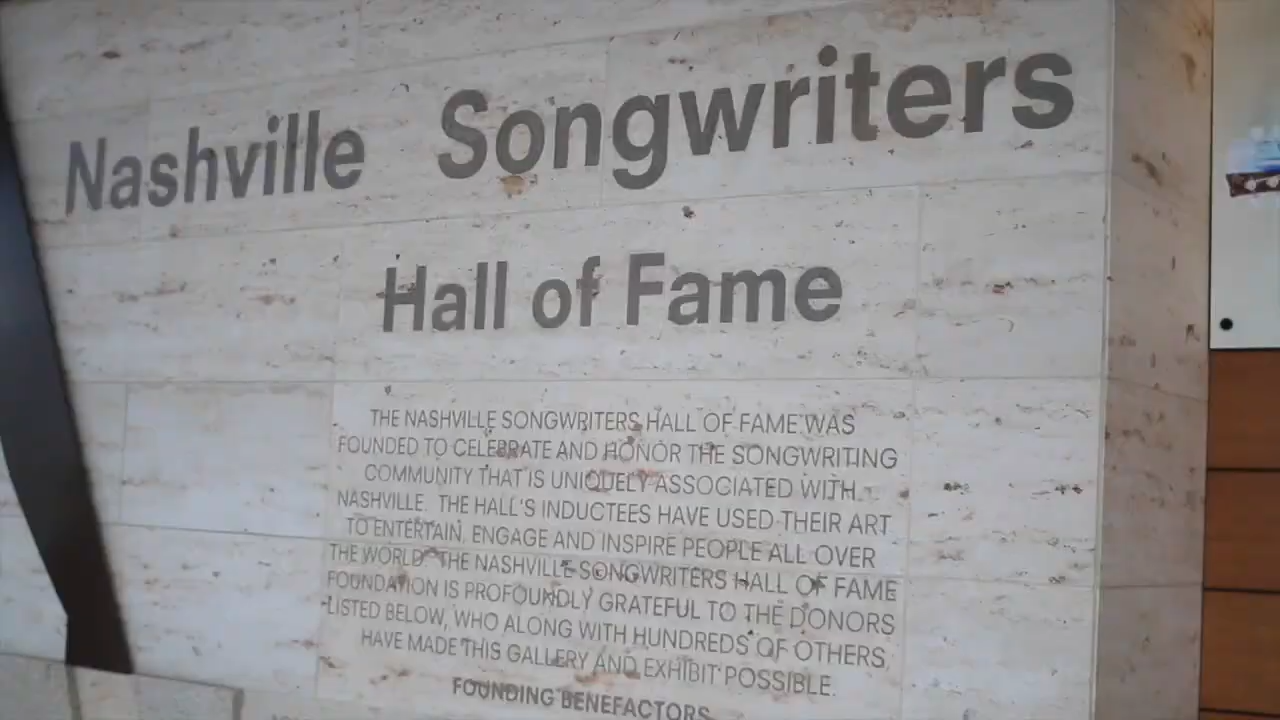 Nashville Songwriters
Hall of Fame
THE NASHVILLE SONGWRITERS HALL OF FAME WAS
FOUNDED TO CELEBRATE AND HONOR THE SONGWRITING
COMMUNITY THAT IS UNIQUELY ASSOCIATED WITH
NASHVILLE. THE HALL'S INDUCTEES HAVE USED THEIR ART
TO ENTERTAIN, ENGAGE AND INSPIRE PEOPLE ALL OVER
THE WORLD. THE NASHVILLE SONGWRITERS HALL OF FAME
FOUNDATION IS PROFOUNDLY GRATEFUL TO THE DONORS
LISTED BELOW, WHO ALONG WITH HUNDREDS OF OTHERS,
HAVE MADE THIS GALLERY AND EXHIBIT POSSIBLE.
FOUNDING BENEFACTORS